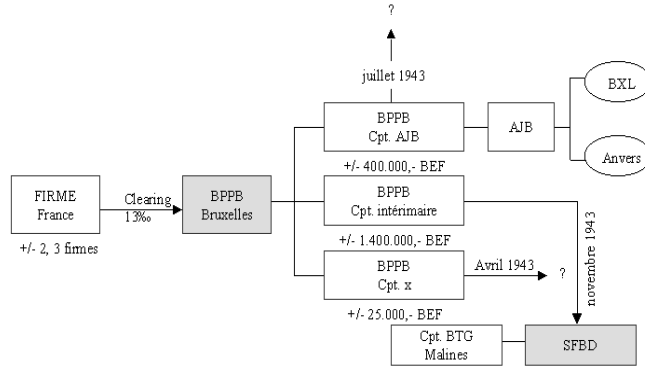 ?
juillet 1943
BPPB
Cpt. AJB
+/- 400.000,- BEF
AJB
BXL
Anvers
FIRME
France
+/- 2, 3 firmes
Clearing
13‰
BPPB
Bruxelles
BPPB
Cpt. intérimaire
+/- 1.400.000,- BEF
BPPB
Cpt. x
+/- 25.000,- BEF
Avril 1943
?
novembre 1943
Cpt. BTG
Malines
SFBD